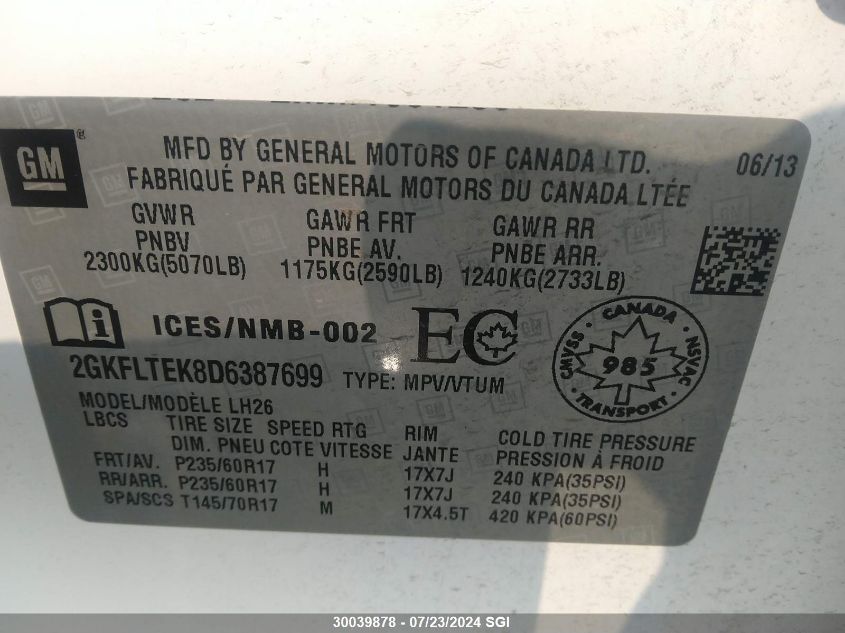 GM ®
MFD BY GENERAL MOTORS OF CANADA LTD. 06/13
FABRIQUÉ PAR GENERAL MOTORS DU CANADA LTÉE
GVWR GAWR FRT GAWR RR
PNBV PNBE AV. PNBE ARR.
2300KG(5070LB) 1175KG(2590LB) 1240KG(2733LB)
i ICES/NMB-002 EC
CANADA
CMVSS 985 NSVAC
TRANSPORT
2GKFLTEK8D6387699 TYPE: MPV/VTUM
MODEL/MODÈLE LH26
LBCS TIRE SIZE SPEED RTG RIM COLD TIRE PRESSURE
DIM. PNEU COTE VITESSE JANTE PRESSION À FROID
FRT/AV. P235/60R17 H 17X7J 240 KPA(35PSI)
RR/ARR. P235/60R17 H 17X7J 240 KPA(35PSI)
SPA/SCS T145/70R17 M 17X4.5T 420 KPA(60PSI)
30039878 - 07/23/2024 SGI